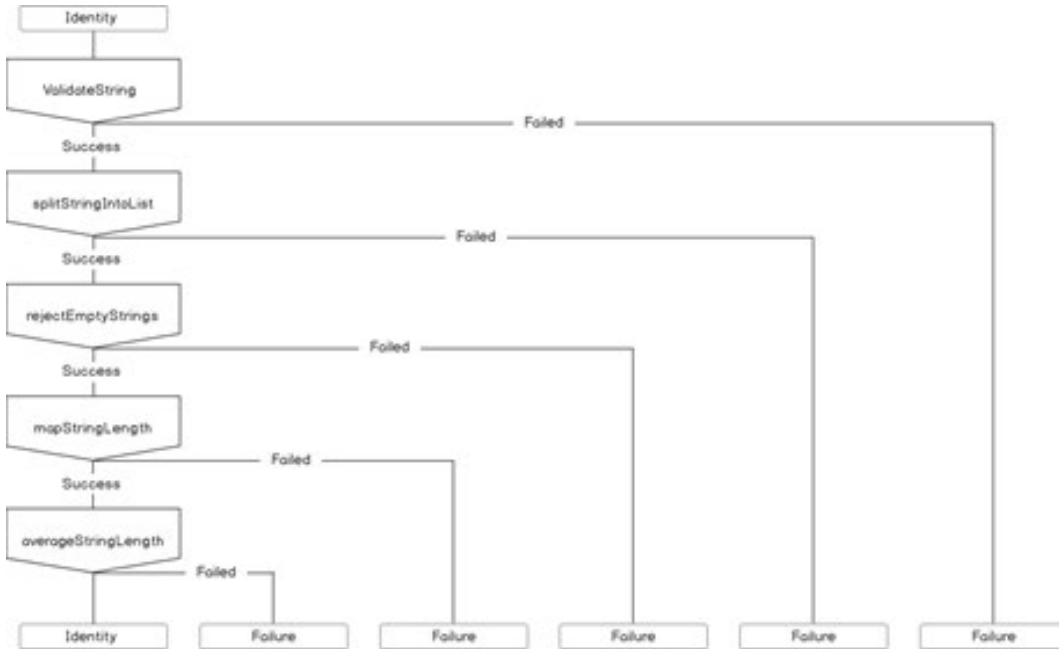 Identity
ValidateString
Failed
Success
splitStringIntoList
Failed
Success
rejectEmptyStrings
Failed
Success
mapStringLength
Failed
Success
averageStringLength
Failed
Identity
Failure
Failure
Failure
Failure
Failure